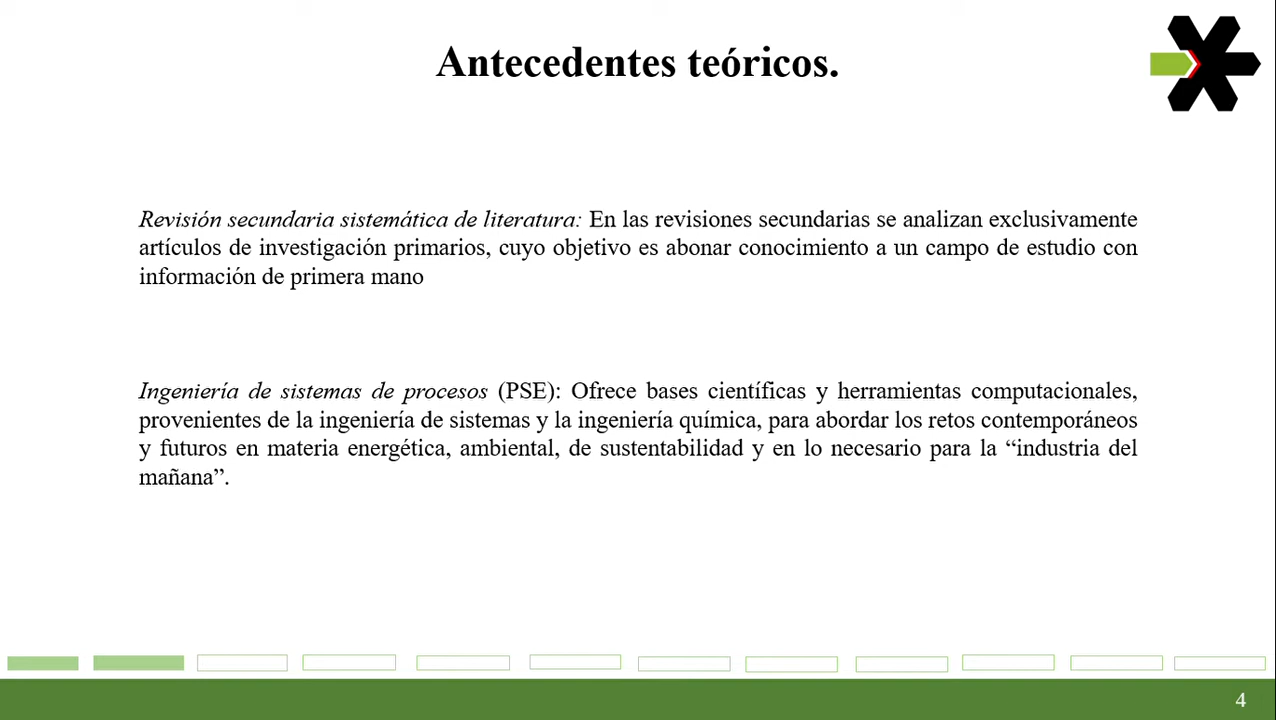 Antecedentes teóricos.
Revisión secundaria sistemática de literatura: En las revisiones secundarias se analizan exclusivamente
artículos de investigación primarios, cuyo objetivo es abonar conocimiento a un campo de estudio con
información de primera mano
Ingeniería de sistemas de procesos (PSE): Ofrece bases científicas y herramientas computacionales,
provenientes de la ingeniería de sistemas y la ingeniería química, para abordar los retos contemporáneos
y futuros en materia energética, ambiental, de sustentabilidad y en lo necesario para la “industria del
mañana”.
4